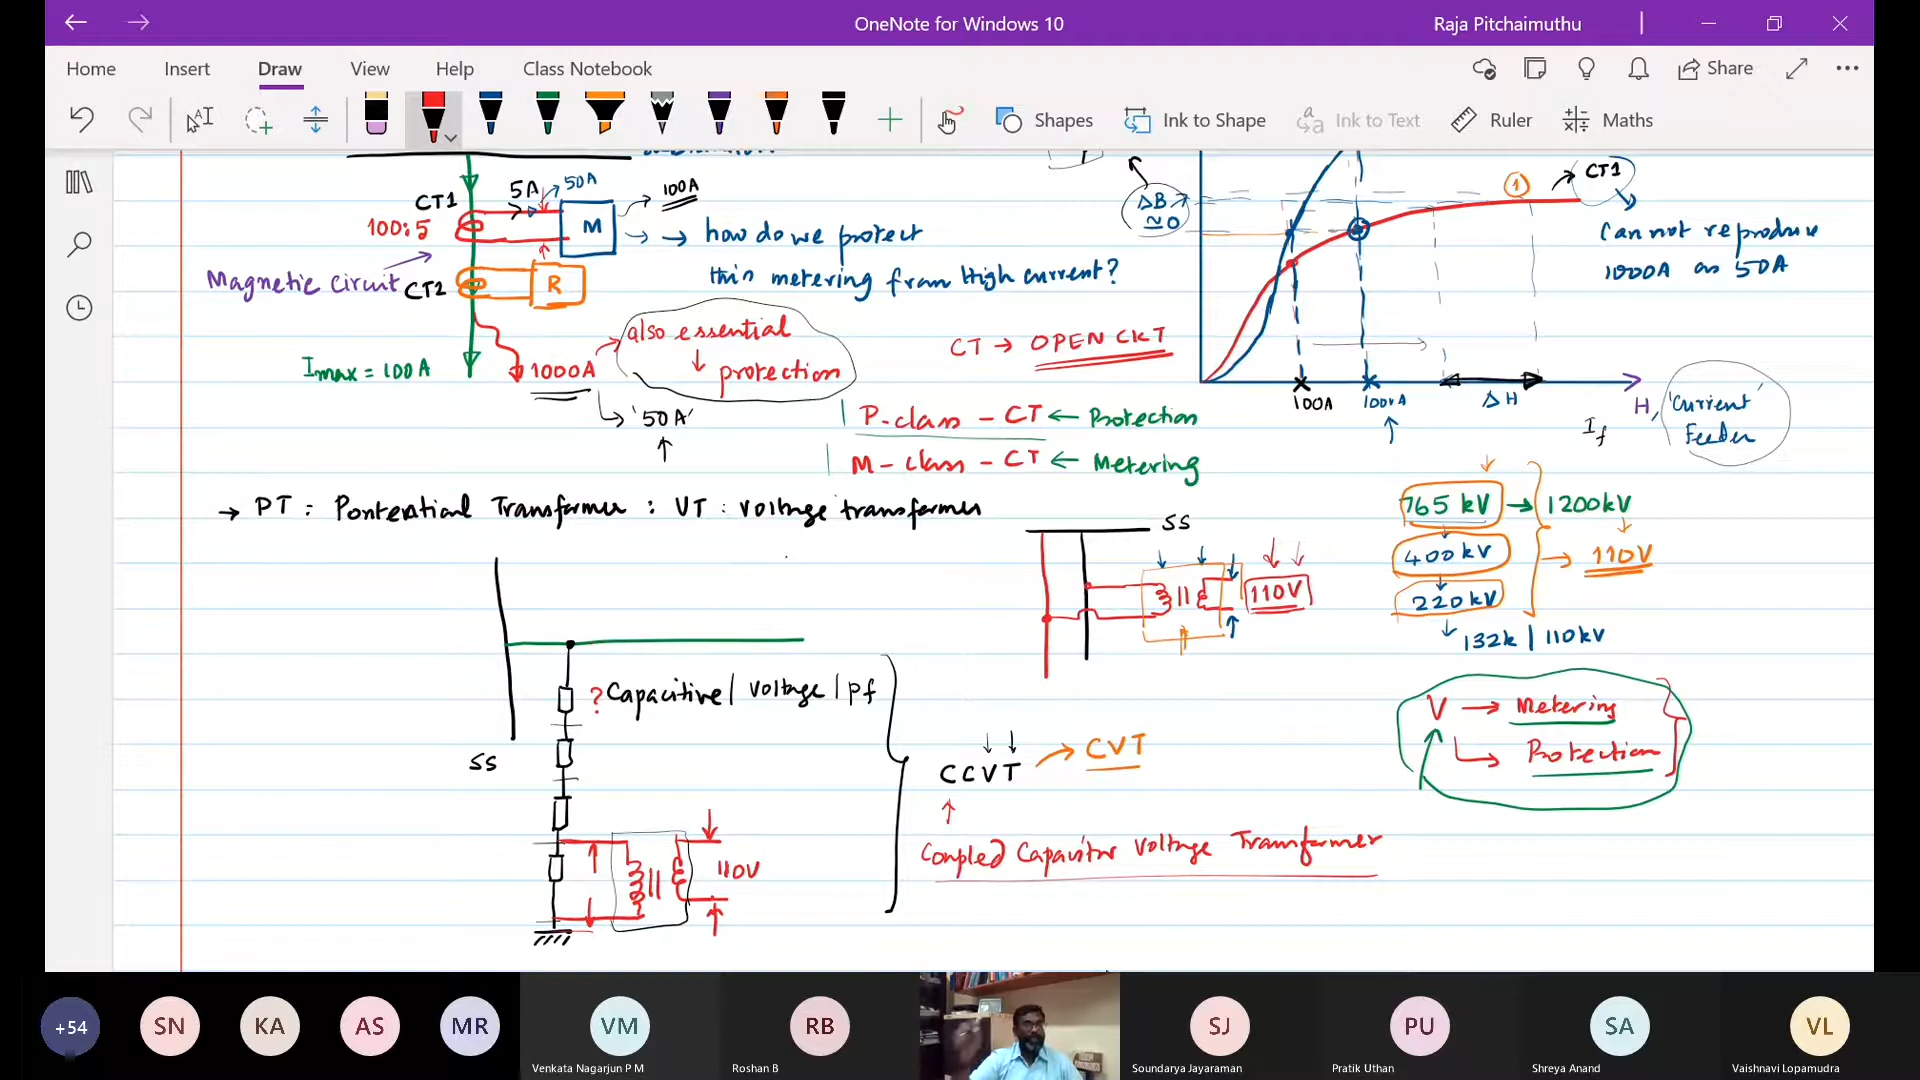 OneNote for Windows 10
Raja Pitchaimuthu
Home Insert Draw View Help Class Notebook
Share
Shapes Ink to Shape Ink to Text Ruler Maths
CT1
5A
50A
100A
100:5
M
→ how do we protect
this metering from High current?
Magnetic Circuit
CT2
R
Imax = 100A
1000A
also essential
↓ protection
'50A'
CT → OPEN CKT
P-class - CT ← Protection
M-class - CT ← Metering
ΔB
≃0
1
CT1
Cannot reproduce
1000A as 50A
100A
ΔH
H,
If
'Current'
Feeder
→ PT : Pontential Transformer : VT : Voltage transformer
SS
110V
765 kV → 1200kV
400kV → 110V
220kV
132k | 110kV
V → Metering
Protection
? Capacitive | Voltage | pf
SS
110V
CCVT → CVT
Coupled Capacitor Voltage Transformer
+54 SN KA AS MR VM RB SJ PU SA VL
Venkata Nagarjun P M Roshan B Soundarya Jayaraman Pratik Uthan Shreya Anand Vaishnavi Lopamudra